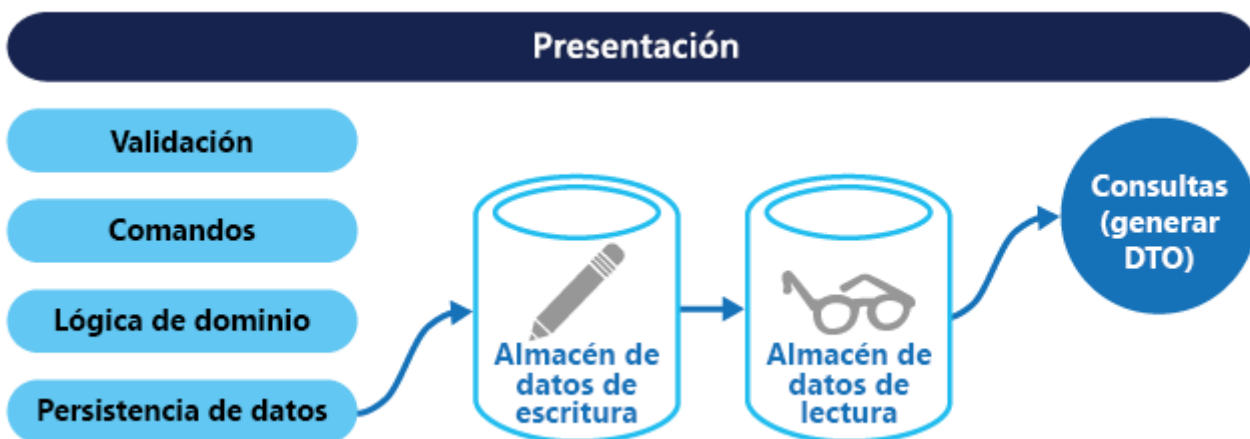 Presentación
Validación
Comandos
Lógica de dominio
Persistencia de datos
Almacén de
datos de
escritura
Almacén de
datos de
lectura
Consultas
(generar
DTO)